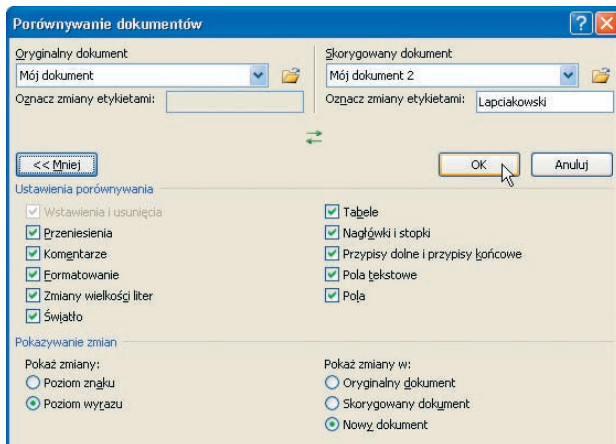 Porównywanie dokumentów
Oryginalny dokument
Mój dokument
Oznacz zmiany etykietami:
Skorygowany dokument
Mój dokument 2
Oznacz zmiany etykietami: Lapciakowski
<< Mniej
OK
Anuluj
Ustawienia porównywania
Wstawienia i usunięcia
Przeniesienia
Komentarze
Formatowanie
Zmiany wielkości liter
Światło
Tabele
Nagłówki i stopki
Przypisy dolne i przypisy końcowe
Pola tekstowe
Pola
Pokazywanie zmian
Pokaż zmiany:
Poziom znaku
Poziom wyrazu
Pokaż zmiany w:
Oryginalny dokument
Skorygowany dokument
Nowy dokument